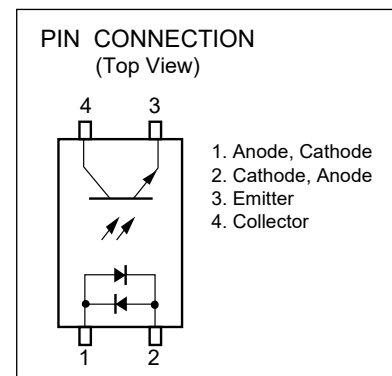 PIN CONNECTION
(Top View)
4 3
1. Anode, Cathode
2. Cathode, Anode
3. Emitter
4. Collector
1 2